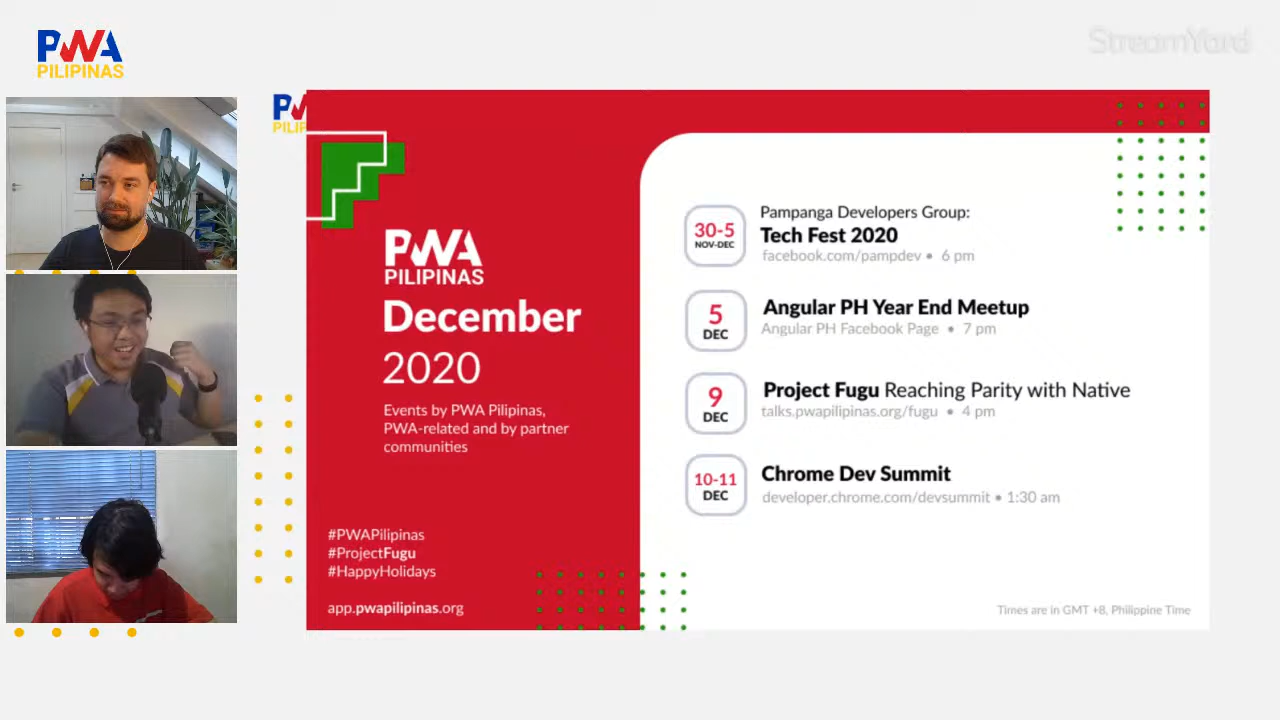 PWA
PILIPINAS
StreamYard
PWA
PILIPINAS
December
2020
Events by PWA Pilipinas,
PWA-related and by partner
communities
#PWAPilipinas
#ProjectFugu
#HappyHolidays
app.pwapilipinas.org
30-5
NOV-DEC
Pampanga Developers Group:
Tech Fest 2020
facebook.com/pampdev • 6 pm
5
DEC
Angular PH Year End Meetup
Angular PH Facebook Page • 7 pm
9
DEC
Project Fugu Reaching Parity with Native
talks.pwapilipinas.org/fugu • 4 pm
10-11
DEC
Chrome Dev Summit
developer.chrome.com/devsummit • 1:30 am
Times are in GMT +8, Philippine Time